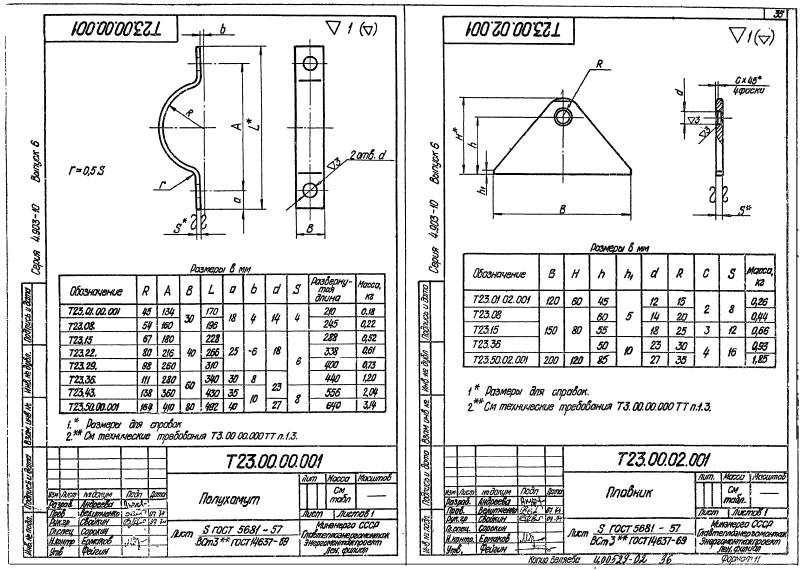 Т23.00.00.001
▽1 (▽)
b
R
A
L*
a
r
r=0,5 S
S*
B
▽3
2 отв. d
Серия 4.903-10 Выпуск 6
Размеры в мм
Обозначение R A B L a b d S Развернутая длина Масса, кг
Т23.01.00.001 45 134 30 170 18 4 14 4 210 0,18
Т23.08. 54 160 196 245 0,22
Т23.15 67 180 40 228 25 -6 18 6 288 0,52
Т23.22. 80 216 266 338 0,61
Т23.29. 98 260 310 400 0,73
Т23.36. 111 280 60 340 30 8 23 440 1,20
Т23.43. 138 360 430 35 10 8 556 2,04
Т23.50.00.001 164 410 80 492 40 27 640 3,14
1.* Размеры для справок
2.** См технические требования Т3.00.00.000 ТТ п.1.3.
Т23.00.00.001
Полухомут
Лит Масса Масштаб
См табл
Лист Листов 1
Изм Лист № докум Подп Дата
Разраб. Андреева
Пров
Рук.гр Свойкин
Гл.спец Сорокин
Н.контр Ермаков
Утв Фейгин
Лист S ГОСТ 5681-57
ВСт3** ГОСТ 14637-69
Минэнерго СССР
Главтеплоэнергомонтаж
Энергомонтажпроект
Лен. филиал
Инв.№ подл. Подпись и дата Взам инв № Инв.№ дубл. Подпись и дата
35
Т23.00.02.001
▽1 (▽)
R
H*
h
h₁
B
d
▽3
▽3
C×45°
4 фаски
S*
Серия 4.903-10 Выпуск 6
Размеры в мм
Обозначение B H h h₁ d R C S Масса, кг
Т23.01.02.001 120 60 45 5 12 15 2 8 0,26
Т23.08 150 80 60 14 20 0,44
Т23.15 55 18 25 3 12 0,66
Т23.36 50 10 23 30 4 16 0,93
Т23.50.02.001 200 120 85 27 35 1,85
1* Размеры для справок.
2.** См технические требования Т3.00.00.000 ТТ п.1.3.
Т23.00.02.001
Плавник
Лит. Масса Масштаб
См. табл.
Лист Листов 1
Изм Лист № докум Подп Дата
Разраб. Андреева
Пров.
Рук.гр Свойкин
Гл.спец. Сорокин
Н.контр. Ермаков
Утв. Фейгин
Лист S ГОСТ 5681-57
ВСт3** ГОСТ 14637-69
Минэнерго СССР
Главтеплоэнергомонтаж
Энергомонтажпроект
Лен. филиал
Инв № подл. Подпись и дата Взам инв № Инв № дубл. Подпись и дата
Копировал
Ц00529-02 36
Формат 11